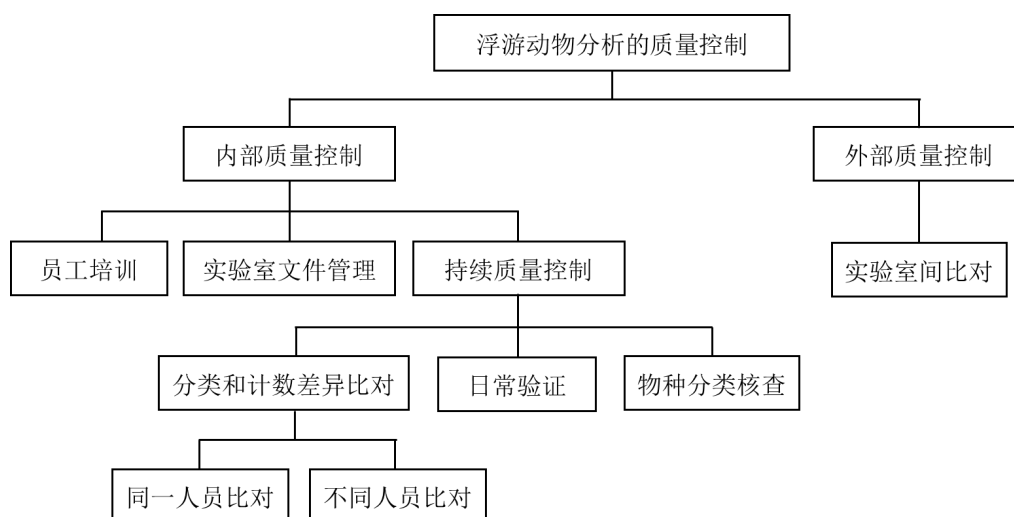 浮游动物分析的质量控制
内部质量控制
外部质量控制
员工培训
实验室文件管理
持续质量控制
实验室间比对
分类和计数差异比对
日常验证
物种分类核查
同一人员比对
不同人员比对